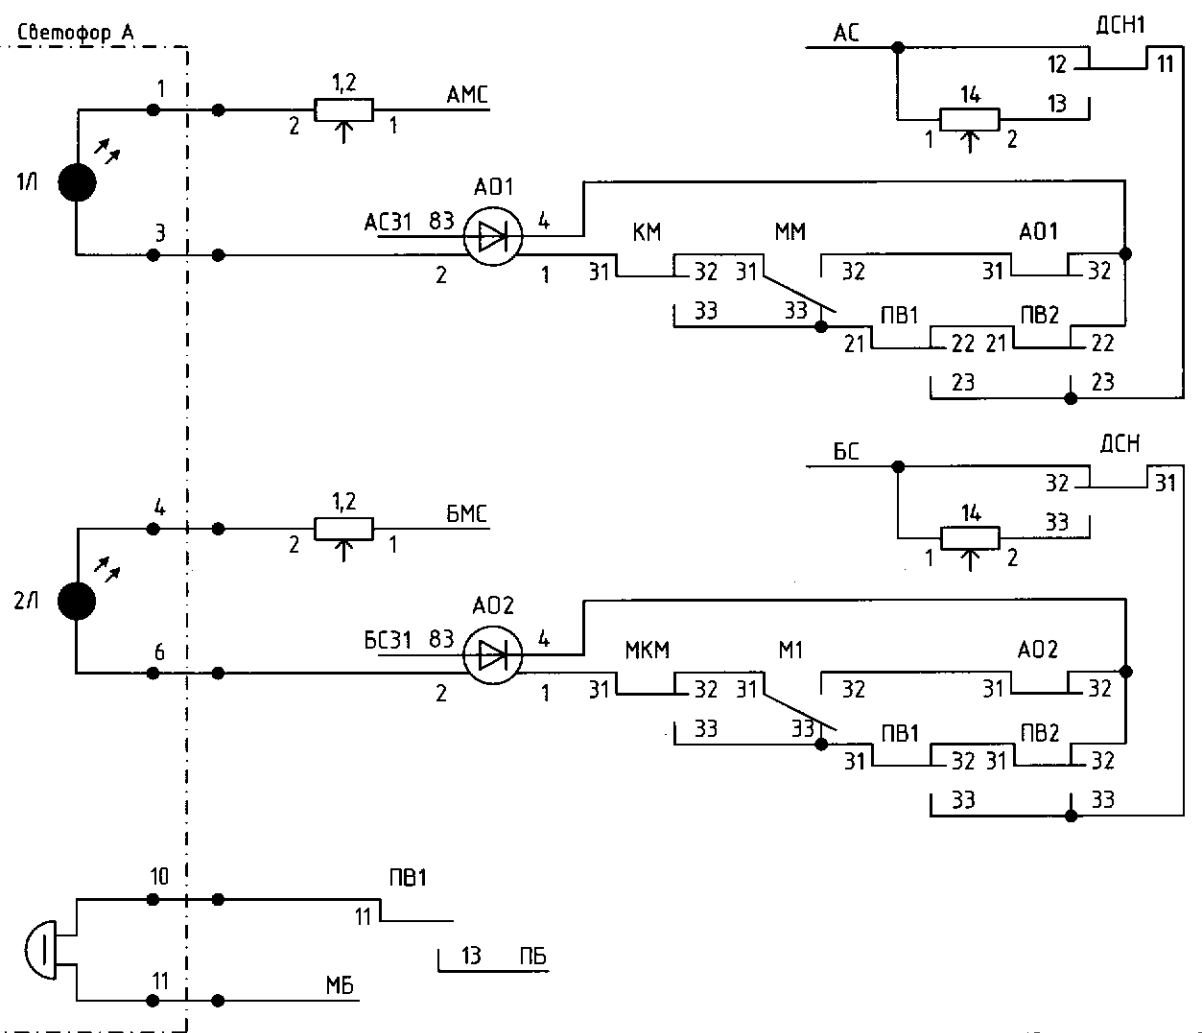 Светофор А
АС
ДСН1
12 11
1 1,2 АМС
14 13
2 1
1 2
1Л
АО1
АСЗ1 83 4
КМ ММ АО1
3
2 1 31 32 31 32 31 32
33 33 ПВ1 ПВ2
21 22 21 22
23 23
БС
ДСН
32 31
4 1,2 БМС
14 33
2 1
1 2
2Л
АО2
БСЗ1 83 4
МКМ М1 АО2
6
2 1 31 32 31 32 31 32
33 33 ПВ1 ПВ2
31 32 31 32
33 33
10 ПВ1
11
13 ПБ
11 МБ